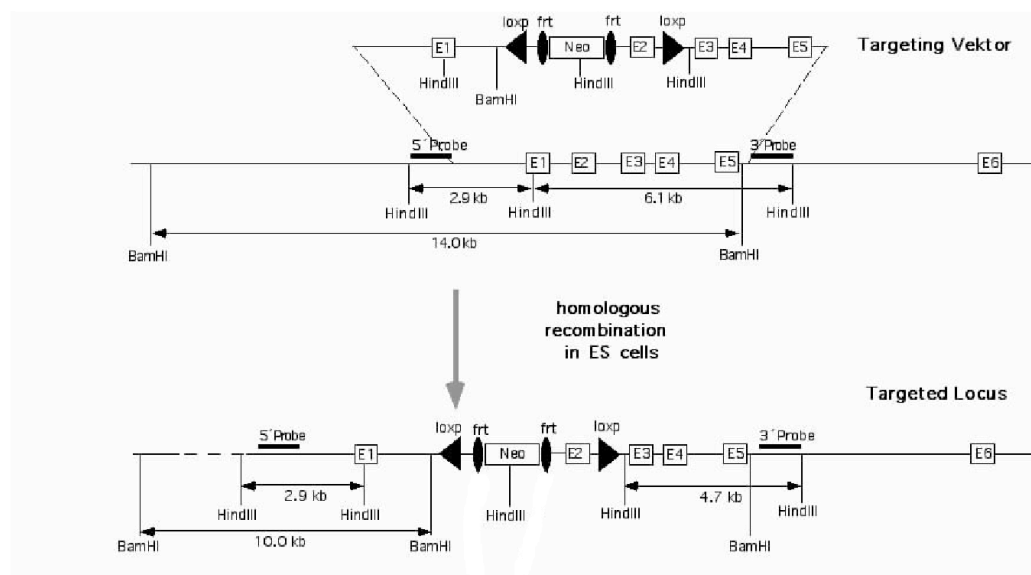 loxp frt frt loxp
E1 Neo E2 E3 E4 E5 Targeting Vektor
HindIII HindIII HindIII
BamHI
5´Probe 3´Probe
E1 E2 E3 E4 E5 E6
2.9 kb 6.1 kb
HindIII HindIII HindIII
14.0 kb
BamHI BamHI
homologous
recombination
in ES cells
Targeted Locus
loxp frt frt loxp
5´Probe 3´Probe
E1 Neo E2 E3 E4 E5 E6
2.9 kb 4.7 kb
HindIII HindIII HindIII HindIII HindIII
10.0 kb
BamHI BamHI BamHI